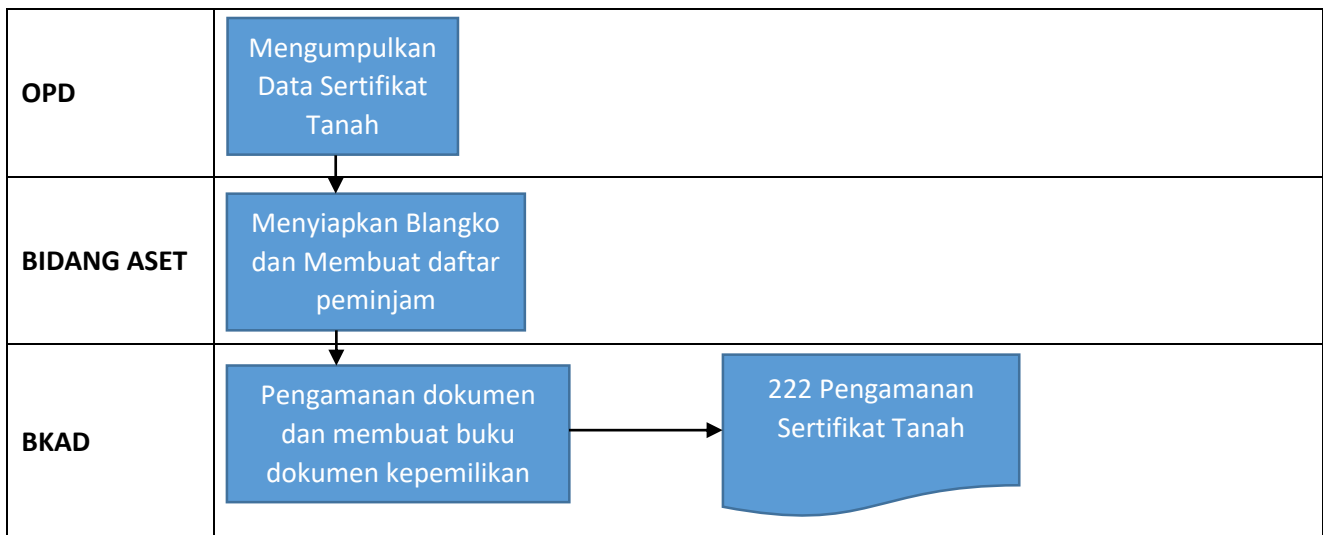 OPD
Mengumpulkan
Data Sertifikat
Tanah
BIDANG ASET
Menyiapkan Blangko
dan Membuat daftar
peminjam
BKAD
Pengamanan dokumen
dan membuat buku
dokumen kepemilikan
222 Pengamanan
Sertifikat Tanah